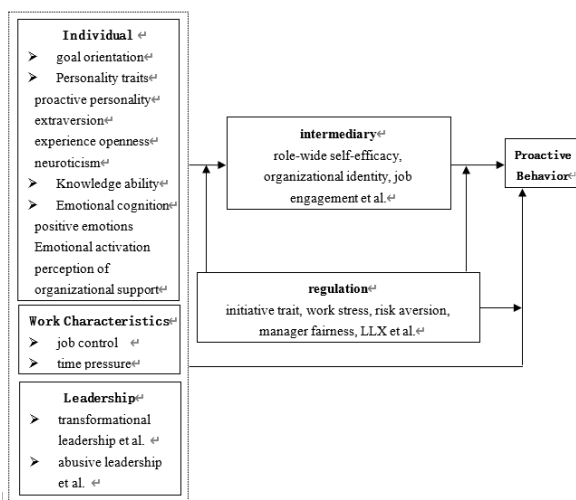 Individual ↵
➤ goal orientation
➤ Personality traits↵
proactive personality↵
extraversion↵
experience openness↵
neuroticism↵
➤ Knowledge ability↵
➤ Emotional cognition↵
positive emotions
Emotional activation
perception of
organizational support↵
Work Characteristics↵
➤ job control ↵
➤ time pressure↵
Leadership↵
➤ transformational
leadership et al. ↵
➤ abusive leadership
et al. ↵
intermediary↵
role-wide self-efficacy,
organizational identity, job
engagement et al.↵
regulation↵
initiative trait, work stress, risk aversion,
manager fairness, LLX et al.↵
Proactive
Behavior↵